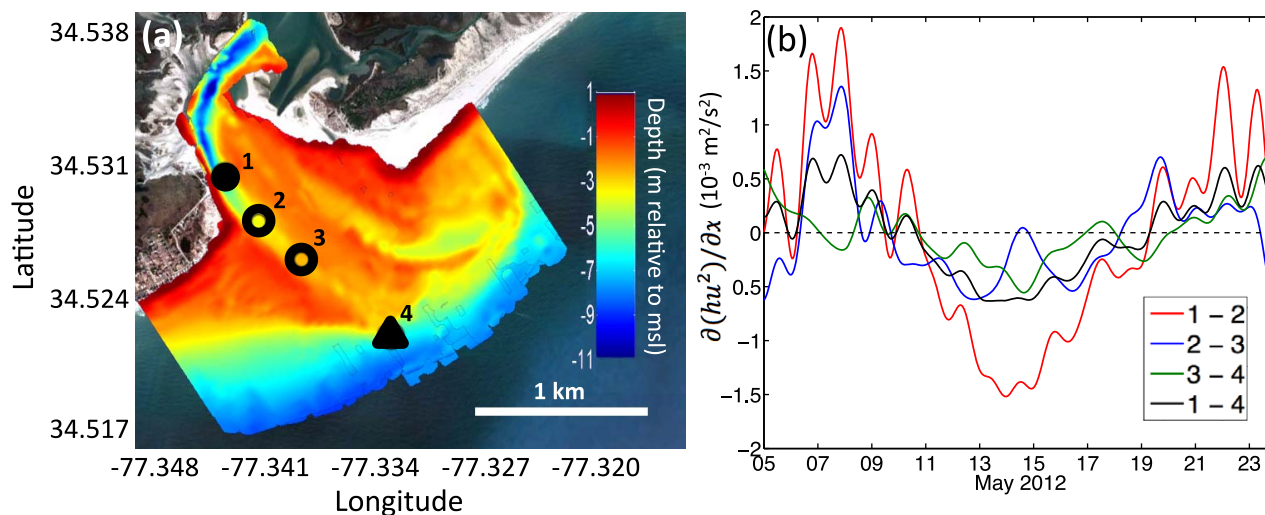 (a)
34.538
34.531
34.524
34.517
Latitude
1
2
3
4
1
-1
-3
-5
-7
-9
-11
Depth (m relative to msl)
1 km
-77.348 -77.341 -77.334 -77.327 -77.320
Longitude
(b)
2
1.5
1
0.5
0
0.5
-1
-1.5
-2
∂(hu²)/∂x (10⁻³ m²/s²)
1 – 2
2 – 3
3 – 4
1 – 4
05 07 09 11 13 15 17 19 21 23
May 2012